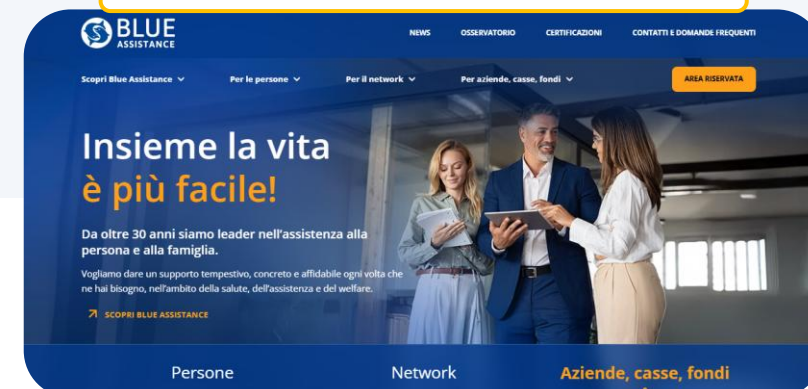 BLUE
ASSISTANCE
NEWS
OSSERVATORIO
CERTIFICAZIONI
CONTATTI E DOMANDE FREQUENTI
Scopri Blue Assistance
Per le persone
Per il network
Per aziende, casse, fondi
AREA RISERVATA
Insieme la vita
è più facile!
Da oltre 30 anni siamo leader nell'assistenza alla
persona e alla famiglia.
Vogliamo dare un supporto tempestivo, concreto e affidabile ogni volta che
ne hai bisogno, nell'ambito della salute, dell'assistenza e del welfare.
SCOPRI BLUE ASSISTANCE
Persone
Network
Aziende, casse, fondi